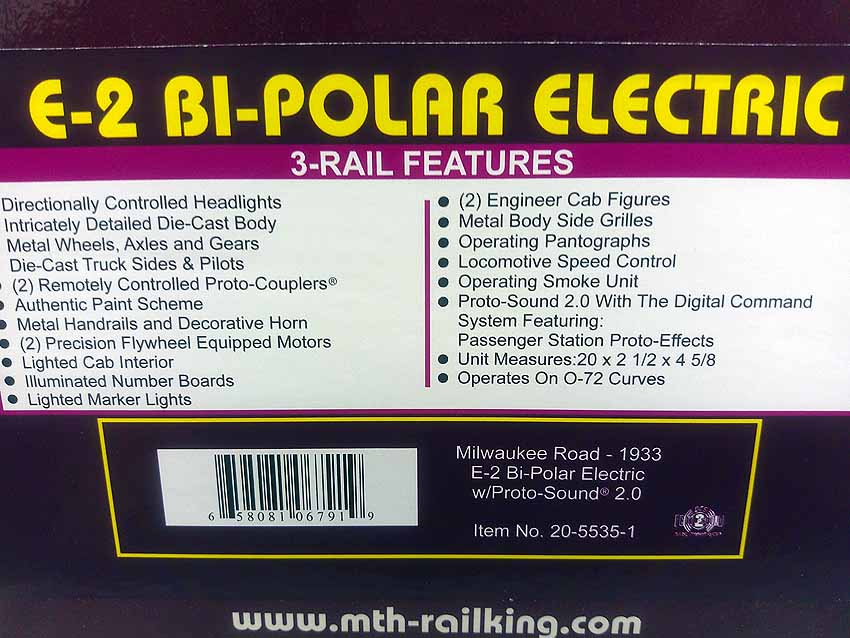 E-2 BI-POLAR ELECTRIC
3-RAIL FEATURES
Directionally Controlled Headlights
Intricately Detailed Die-Cast Body
Metal Wheels, Axles and Gears
Die-Cast Truck Sides & Pilots
• (2) Remotely Controlled Proto-Couplers®
• Authentic Paint Scheme
• Metal Handrails and Decorative Horn
• (2) Precision Flywheel Equipped Motors
• Lighted Cab Interior
• Illuminated Number Boards
• Lighted Marker Lights
• (2) Engineer Cab Figures
• Metal Body Side Grilles
• Operating Pantographs
• Locomotive Speed Control
• Operating Smoke Unit
• Proto-Sound 2.0 With The Digital Command
System Featuring:
Passenger Station Proto-Effects
• Unit Measures:20 x 2 1/2 x 4 5/8
• Operates On O-72 Curves
6 58081 06791 9
Milwaukee Road - 1933
E-2 Bi-Polar Electric
w/Proto-Sound® 2.0
Item No. 20-5535-1
2
www.mth-railking.com